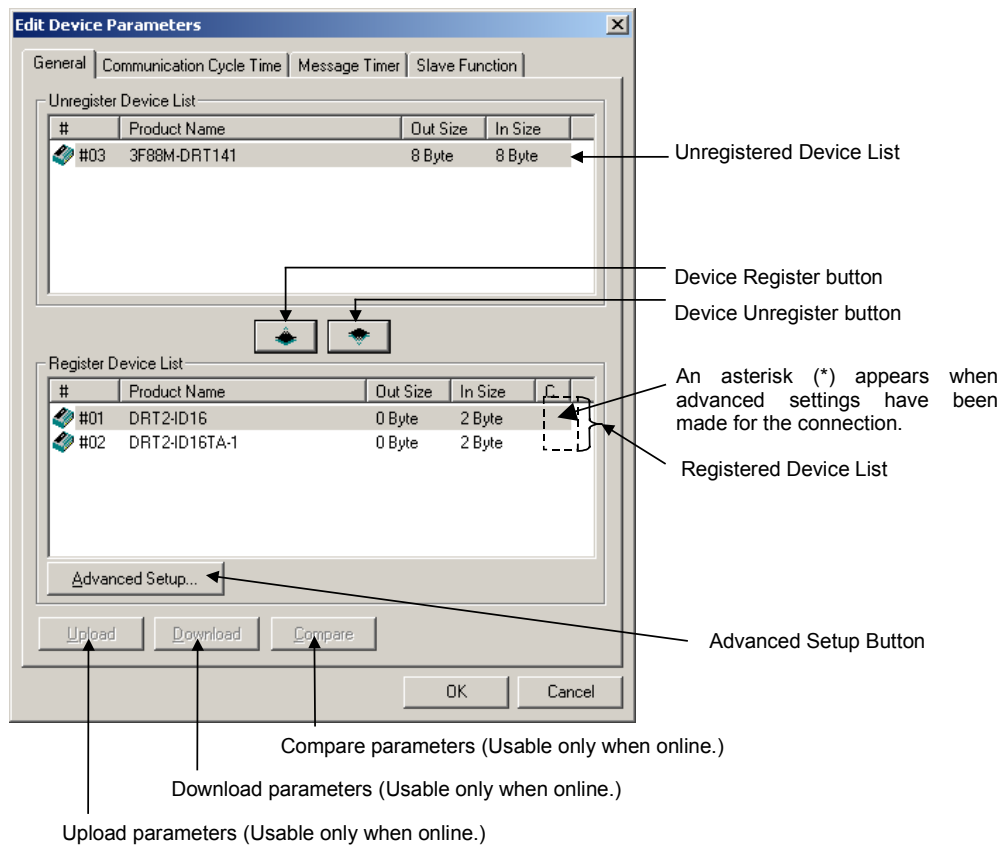 Edit Device Parameters
General Communication Cycle Time Message Timer Slave Function
Unregister Device List
# Product Name Out Size In Size
#03 3F88M-DRT141 8 Byte 8 Byte
Unregistered Device List
Device Register button
Device Unregister button
Register Device List
# Product Name Out Size In Size C.
#01 DRT2-ID16 0 Byte 2 Byte
#02 DRT2-ID16TA-1 0 Byte 2 Byte
An asterisk (*) appears when
advanced settings have been
made for the connection.
Registered Device List
Advanced Setup...
Advanced Setup Button
Upload Download Compare
OK Cancel
Compare parameters (Usable only when online.)
Download parameters (Usable only when online.)
Upload parameters (Usable only when online.)